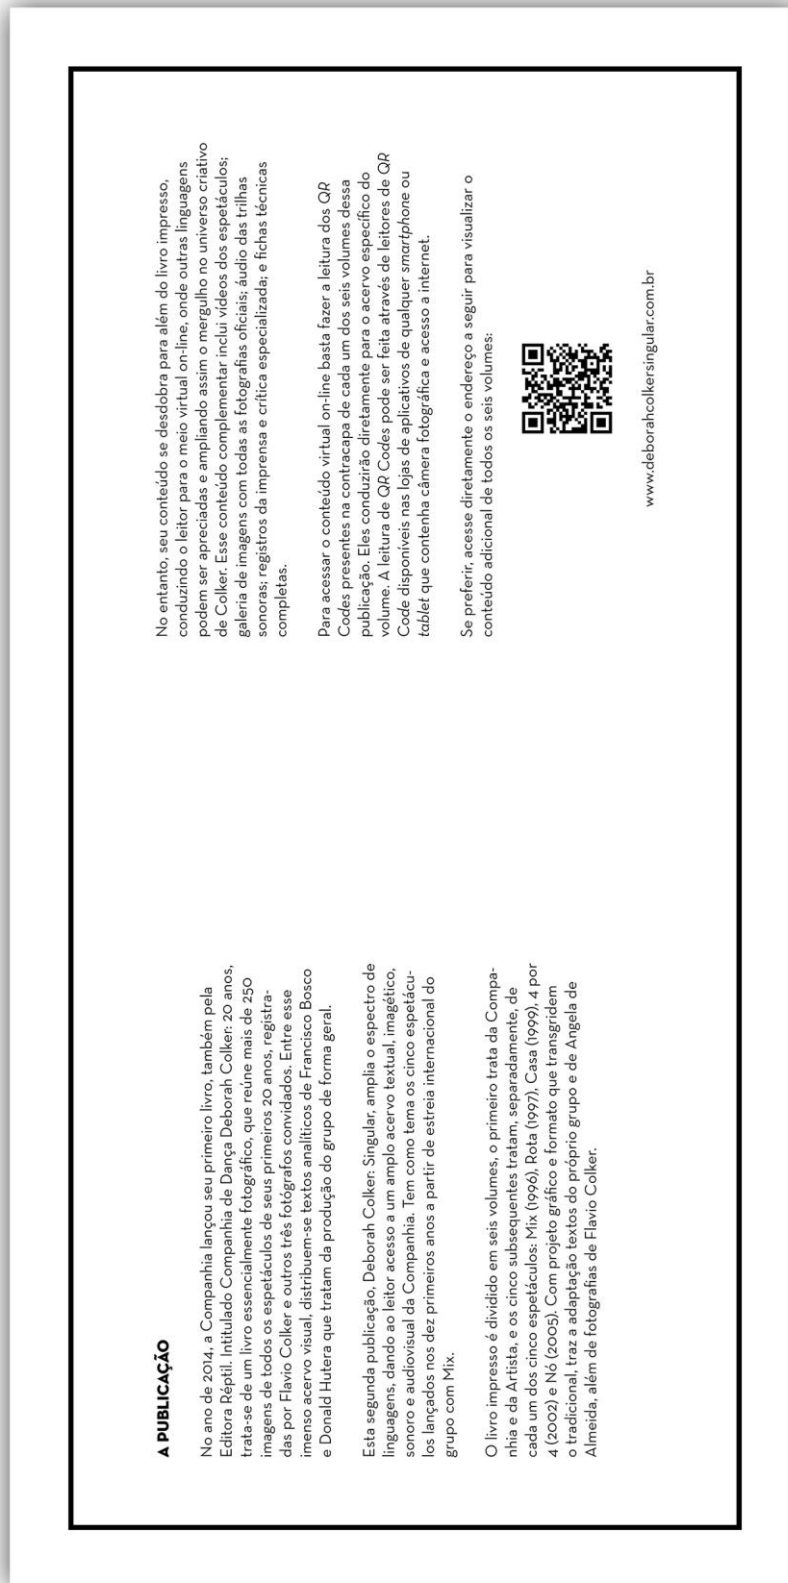 A PUBLICAÇÃO
No ano de 2014, a Companhia lançou seu primeiro livro, também pela
Editora Réptil. Intitulado Companhia de Dança Deborah Colker: 20 anos,
trata-se de um livro essencialmente fotográfico, que reúne mais de 250
imagens de todos os espetáculos de seus primeiros 20 anos, registra-
das por Flavio Colker e outros três fotógrafos convidados. Entre esse
imenso acervo visual, distribuem-se textos analíticos de Francisco Bosco
e Donald Hutera que tratam da produção do grupo de forma geral.
Esta segunda publicação, Deborah Colker: Singular, amplia o espectro de
linguagens, dando ao leitor acesso a um amplo acervo textual, imagético,
sonoro e audiovisual da Companhia. Tem como tema os cinco espetácu-
los lançados nos dez primeiros anos a partir de estreia internacional do
grupo com Mix.
O livro impresso é dividido em seis volumes, o primeiro trata da Compa-
nhia e da Artista, e os cinco subsequentes tratam, separadamente, de
cada um dos cinco espetáculos: Mix (1996), Rota (1997), Casa (1999), 4 por
4 (2002) e Nó (2005). Com projeto gráfico e formato que transgridem
o tradicional, traz a adaptação textos do próprio grupo e de Angela de
Almeida, além de fotografias de Flavio Colker.
No entanto, seu conteúdo se desdobra para além do livro impresso,
conduzindo o leitor para o meio virtual on-line, onde outras linguagens
podem ser apreciadas e ampliando assim o mergulho no universo criativo
de Colker. Esse conteúdo complementar inclui vídeos dos espetáculos;
galeria de imagens com todas as fotografias oficiais; áudio das trilhas
sonoras; registros da imprensa e crítica especializada; e fichas técnicas
completas.
Para acessar o conteúdo virtual on-line basta fazer a leitura dos QR
Codes presentes na contracapa de cada um dos seis volumes dessa
publicação. Eles conduzirão diretamente para o acervo específico do
volume. A leitura de QR Codes pode ser feita através de leitores de QR
Code disponíveis nas lojas de aplicativos de qualquer smartphone ou
tablet que contenha câmera fotográfica e acesso a internet.
Se preferir, acesse diretamente o endereço a seguir para visualizar o
conteúdo adicional de todos os seis volumes:
www.deborahcolkersingular.com.br